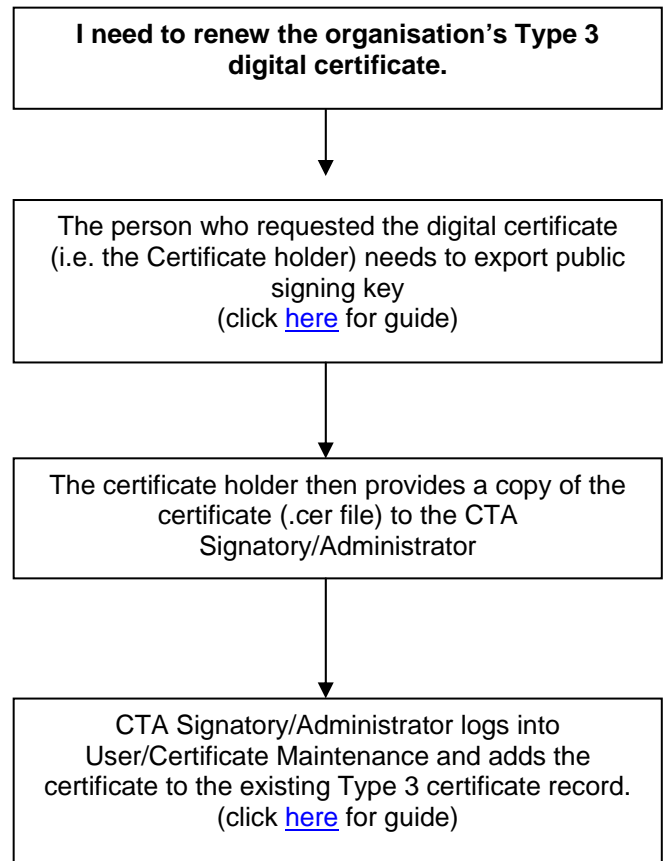 I need to renew the organisation’s Type 3
digital certificate.
The person who requested the digital certificate
(i.e. the Certificate holder) needs to export public
signing key
(click here for guide)
The certificate holder then provides a copy of the
certificate (.cer file) to the CTA
Signatory/Administrator
CTA Signatory/Administrator logs into
User/Certificate Maintenance and adds the
certificate to the existing Type 3 certificate record.
(click here for guide)